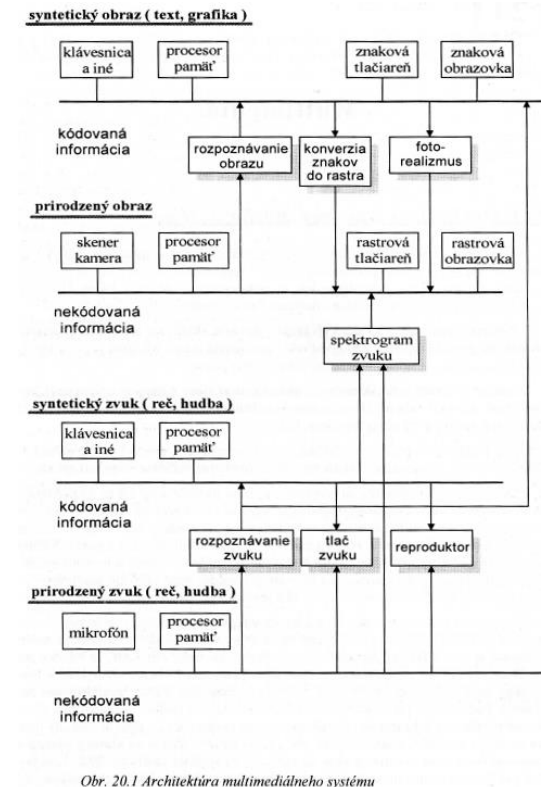 syntetický obraz ( text, grafika )
klávesnica
a iné
procesor
pamäť
znaková
tlačiareň
znaková
obrazovka
kódovaná
informácia
rozpoznávanie
obrazu
konverzia
znakov
do rastra
foto-
realizmus
prirodzený obraz
skener
kamera
procesor
pamäť
rastrová
tlačiareň
rastrová
obrazovka
nekódovaná
informácia
spektrogram
zvuku
syntetický zvuk ( reč, hudba )
klávesnica
a iné
procesor
pamäť
kódovaná
informácia
rozpoznávanie
zvuku
tlač
zvuku
reproduktor
prirodzený zvuk ( reč, hudba )
mikrofón
procesor
pamäť
nekódovaná
informácia
Obr. 20.1 Architektúra multimediálneho systému